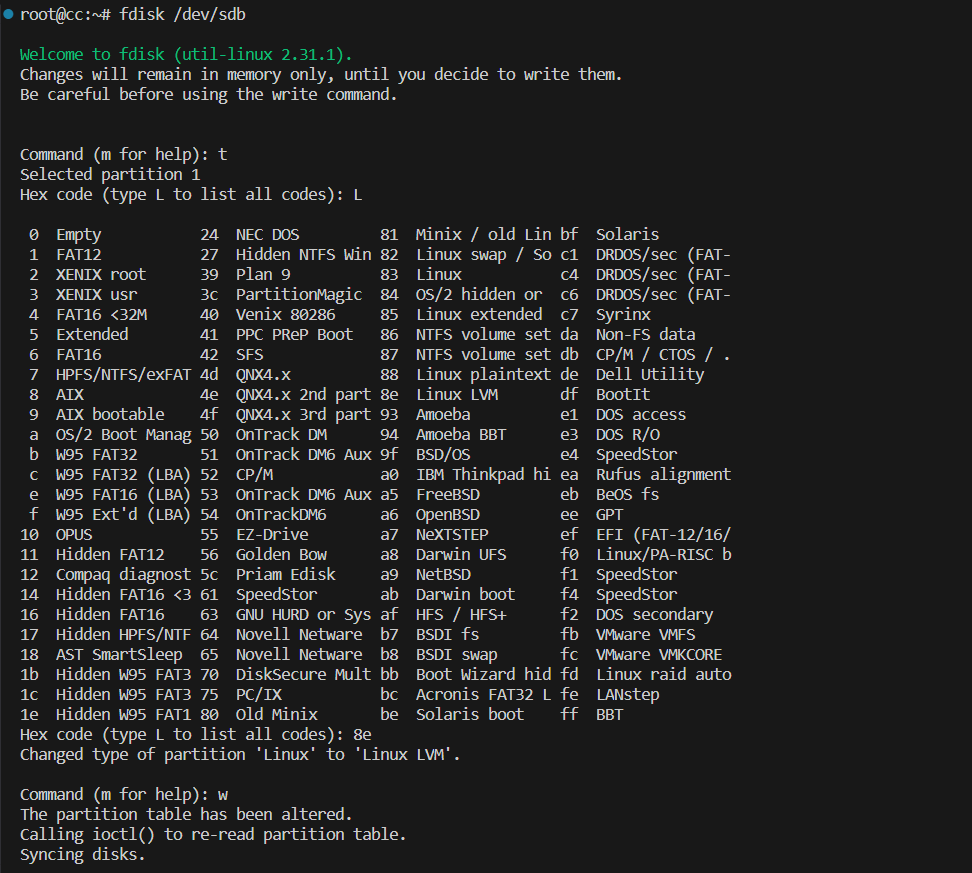 root@cc:~# fdisk /dev/sdb
Welcome to fdisk (util-linux 2.31.1).
Changes will remain in memory only, until you decide to write them.
Be careful before using the write command.
Command (m for help): t
Selected partition 1
Hex code (type L to list all codes): L
 0  Empty           24  NEC DOS         81  Minix / old Lin bf  Solaris
 1  FAT12           27  Hidden NTFS Win 82  Linux swap / So c1  DRDOS/sec (FAT-
 2  XENIX root      39  Plan 9          83  Linux           c4  DRDOS/sec (FAT-
 3  XENIX usr       3c  PartitionMagic  84  OS/2 hidden or  c6  DRDOS/sec (FAT-
 4  FAT16 <32M      40  Venix 80286     85  Linux extended  c7  Syrinx
 5  Extended        41  PPC PReP Boot   86  NTFS volume set da  Non-FS data
 6  FAT16           42  SFS             87  NTFS volume set db  CP/M / CTOS / .
 7  HPFS/NTFS/exFAT 4d  QNX4.x          88  Linux plaintext de  Dell Utility
 8  AIX             4e  QNX4.x 2nd part 8e  Linux LVM       df  BootIt
 9  AIX bootable    4f  QNX4.x 3rd part 93  Amoeba          e1  DOS access
 a  OS/2 Boot Manag 50  OnTrack DM      94  Amoeba BBT      e3  DOS R/O
 b  W95 FAT32       51  OnTrack DM6 Aux 9f  BSD/OS          e4  SpeedStor
 c  W95 FAT32 (LBA) 52  CP/M            a0  IBM Thinkpad hi ea  Rufus alignment
 e  W95 FAT16 (LBA) 53  OnTrack DM6 Aux a5  FreeBSD         eb  BeOS fs
 f  W95 Ext'd (LBA) 54  OnTrackDM6      a6  OpenBSD         ee  GPT
10  OPUS            55  EZ-Drive        a7  NeXTSTEP        ef  EFI (FAT-12/16/
11  Hidden FAT12    56  Golden Bow      a8  Darwin UFS      f0  Linux/PA-RISC b
12  Compaq diagnost 5c  Priam Edisk     a9  NetBSD          f1  SpeedStor
14  Hidden FAT16 <3 61  SpeedStor       ab  Darwin boot     f4  SpeedStor
16  Hidden FAT16    63  GNU HURD or Sys af  HFS / HFS+      f2  DOS secondary
17  Hidden HPFS/NTF 64  Novell Netware  b7  BSDI fs         fb  VMware VMFS
18  AST SmartSleep  65  Novell Netware  b8  BSDI swap       fc  VMware VMKCORE
1b  Hidden W95 FAT3 70  DiskSecure Mult bb  Boot Wizard hid fd  Linux raid auto
1c  Hidden W95 FAT3 75  PC/IX           bc  Acronis FAT32 L fe  LANstep
1e  Hidden W95 FAT1 80  Old Minix       be  Solaris boot    ff  BBT
Hex code (type L to list all codes): 8e
Changed type of partition 'Linux' to 'Linux LVM'.
Command (m for help): w
The partition table has been altered.
Calling ioctl() to re-read partition table.
Syncing disks.